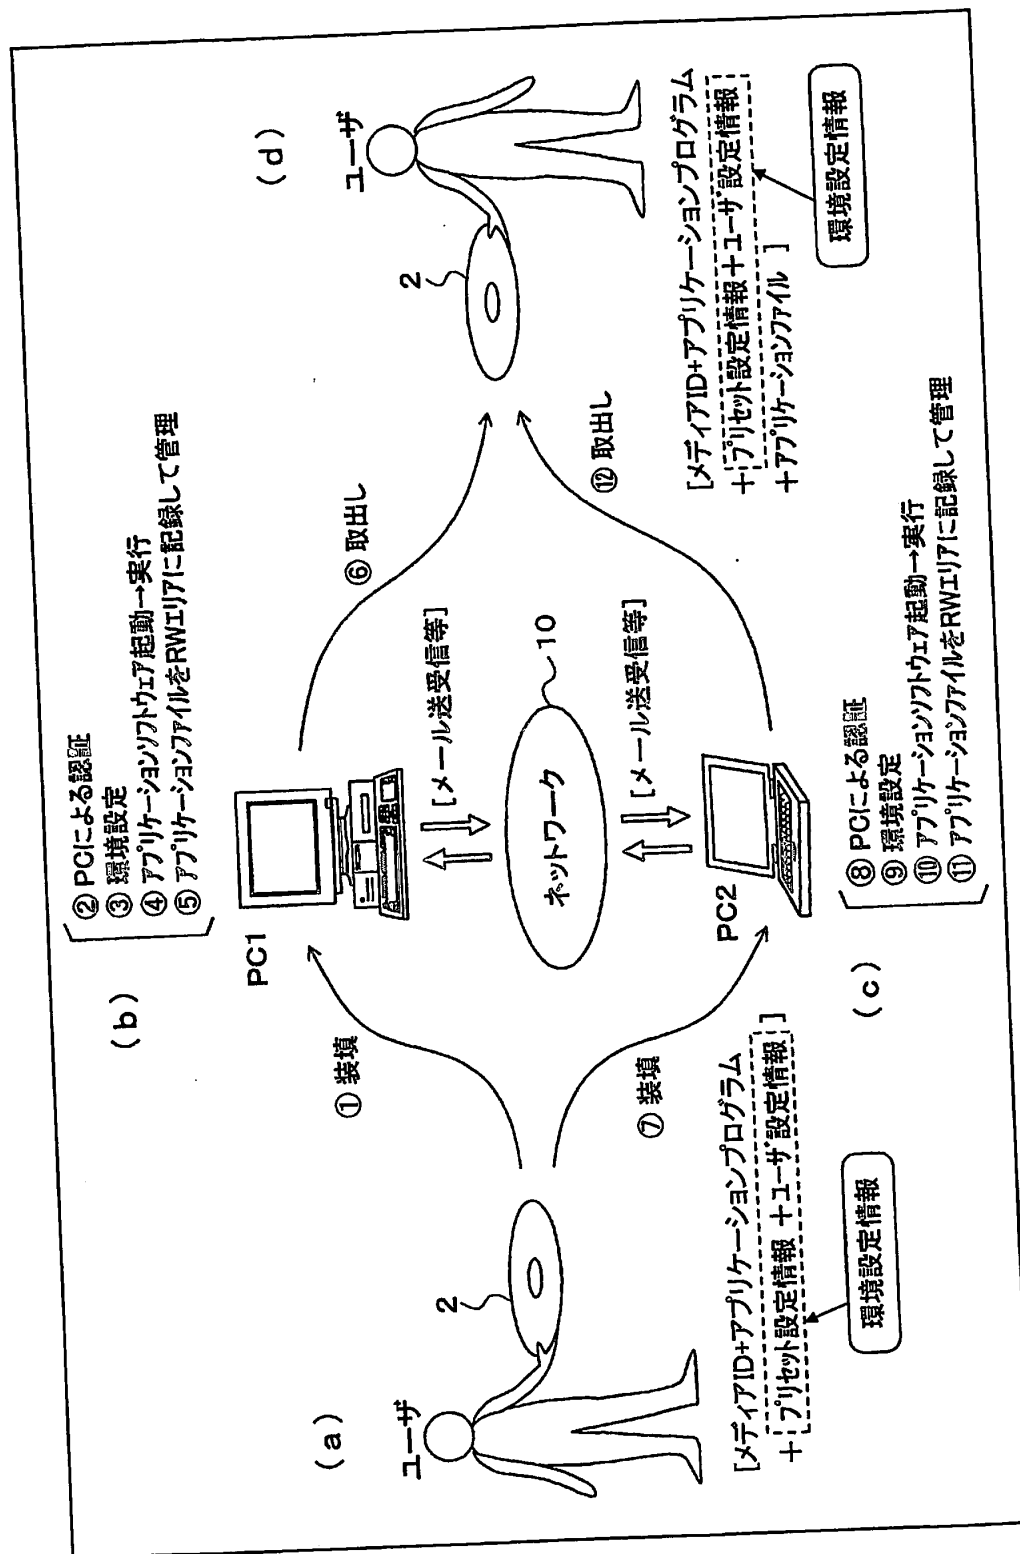 (a)
ユーザ
2
[メディアID+アプリケーションプログラム
+プリセット設定情報 +ユーザ設定情報]
環境設定情報
① 装填
⑦ 装填
(b)
② PCによる認証
③ 環境設定
④ アプリケーションソフトウェア起動→実行
⑤ アプリケーションファイルをRWエリアに記録して管理
PC1
[メール送受信等]
ネットワーク
10
[メール送受信等]
PC2
(c)
⑧ PCによる認証
⑨ 環境設定
⑩ アプリケーションソフトウェア起動→実行
⑪ アプリケーションファイルをRWエリアに記録して管理
⑥ 取出し
⑫ 取出し
(d)
ユーザ
2
[メディアID+アプリケーションプログラム
+プリセット設定情報+ユーザ設定情報
+アプリケーションファイル ]
環境設定情報